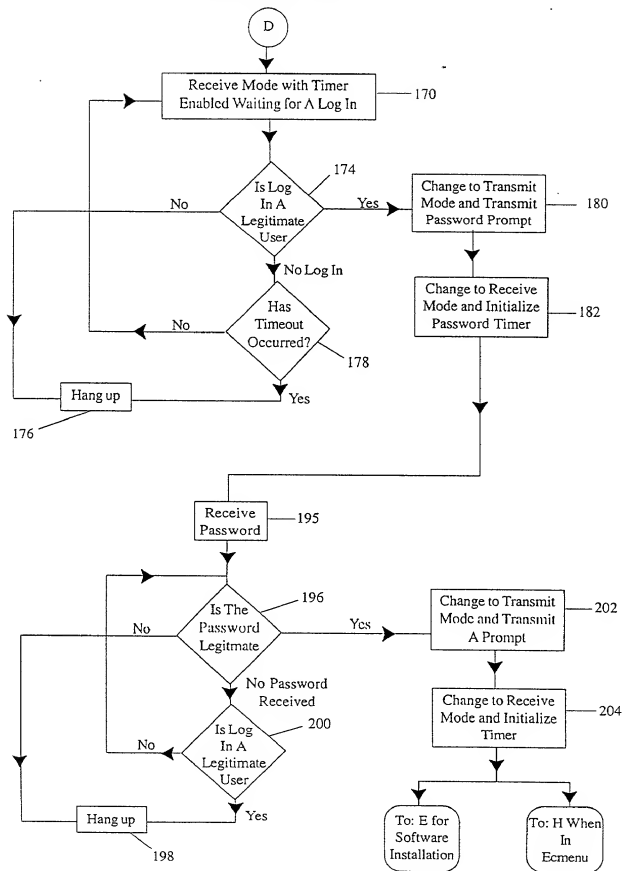 D
Receive Mode with Timer
Enabled Waiting for A Log In
170
Is Log
In A
Legitimate
User
174
No
Yes
Change to Transmit
Mode and Transmit
Password Prompt
180
No Log In
Change to Receive
Mode and Initialize
Password Timer
182
Has
Timeout
Occurred?
178
No
Yes
Hang up
176
Receive
Password
195
Is The
Password
Legitmate
196
No
Yes
Change to Transmit
Mode and Transmit
A Prompt
202
No Password
Received
Is Log
In A
Legitimate
User
200
No
Yes
Change to Receive
Mode and Initialize
Timer
204
Hang up
198
To: E for
Software
Installation
To: H When
In
Ecmenu